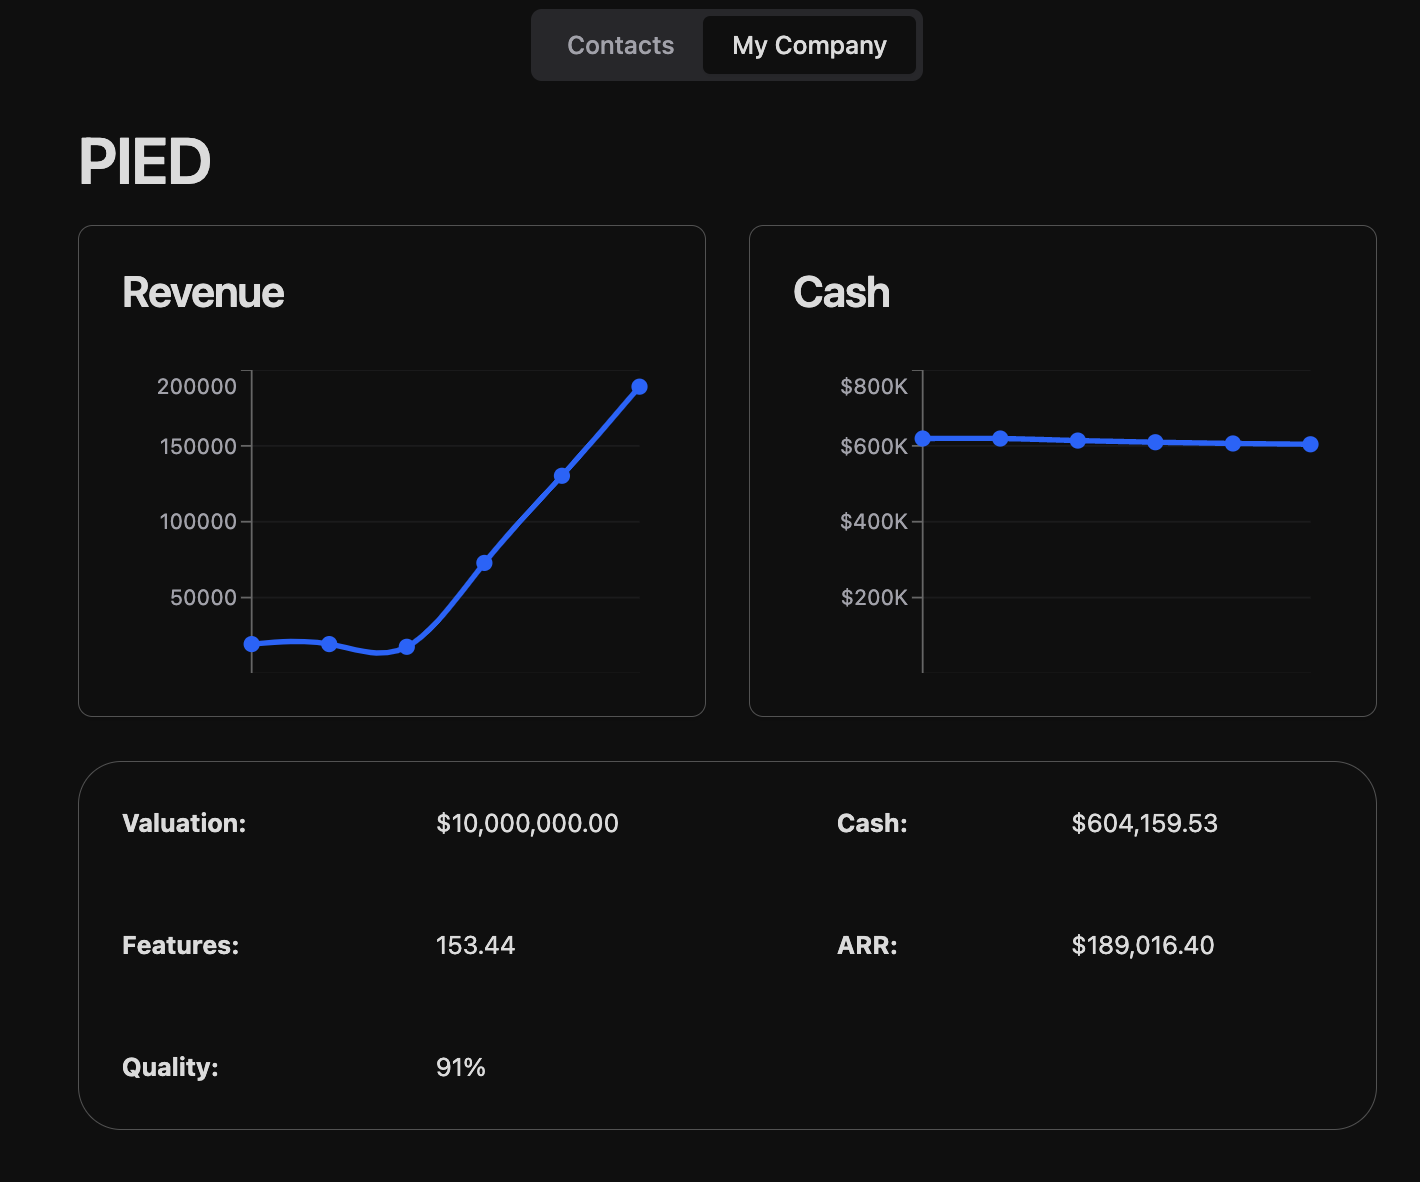 Contacts My Company
PIED
Revenue
200000
150000
100000
50000
Cash
$800K
$600K
$400K
$200K
Valuation: $10,000,000.00 Cash: $604,159.53
Features: 153.44 ARR: $189,016.40
Quality: 91%